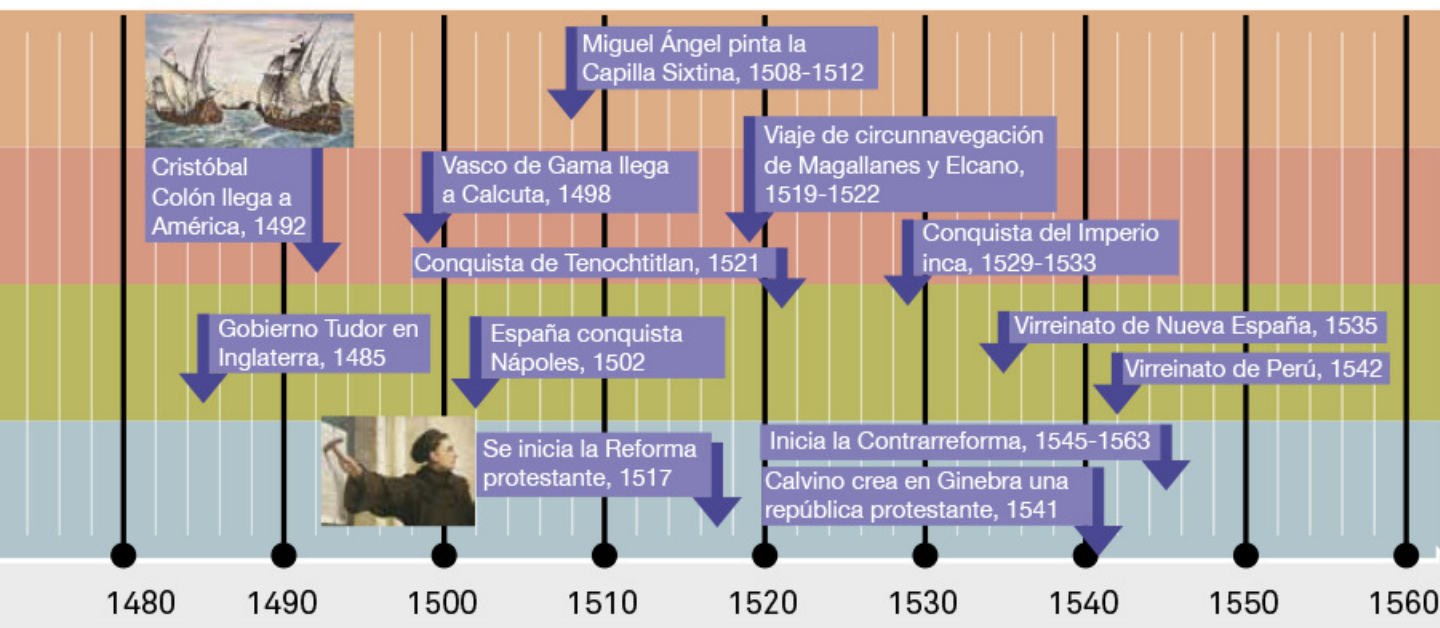 Miguel Ángel pinta la
Capilla Sixtina, 1508-1512
Viaje de circunnavegación
de Magallanes y Elcano,
1519-1522
Cristóbal
Colón llega a
América, 1492
Vasco de Gama llega
a Calcuta, 1498
Conquista de Tenochtitlan, 1521
Conquista del Imperio
inca, 1529-1533
Gobierno Tudor en
Inglaterra, 1485
España conquista
Nápoles, 1502
Virreinato de Nueva España, 1535
Virreinato de Perú, 1542
Se inicia la Reforma
protestante, 1517
Inicia la Contrarreforma, 1545-1563
Calvino crea en Ginebra una
república protestante, 1541
1480 1490 1500 1510 1520 1530 1540 1550 1560